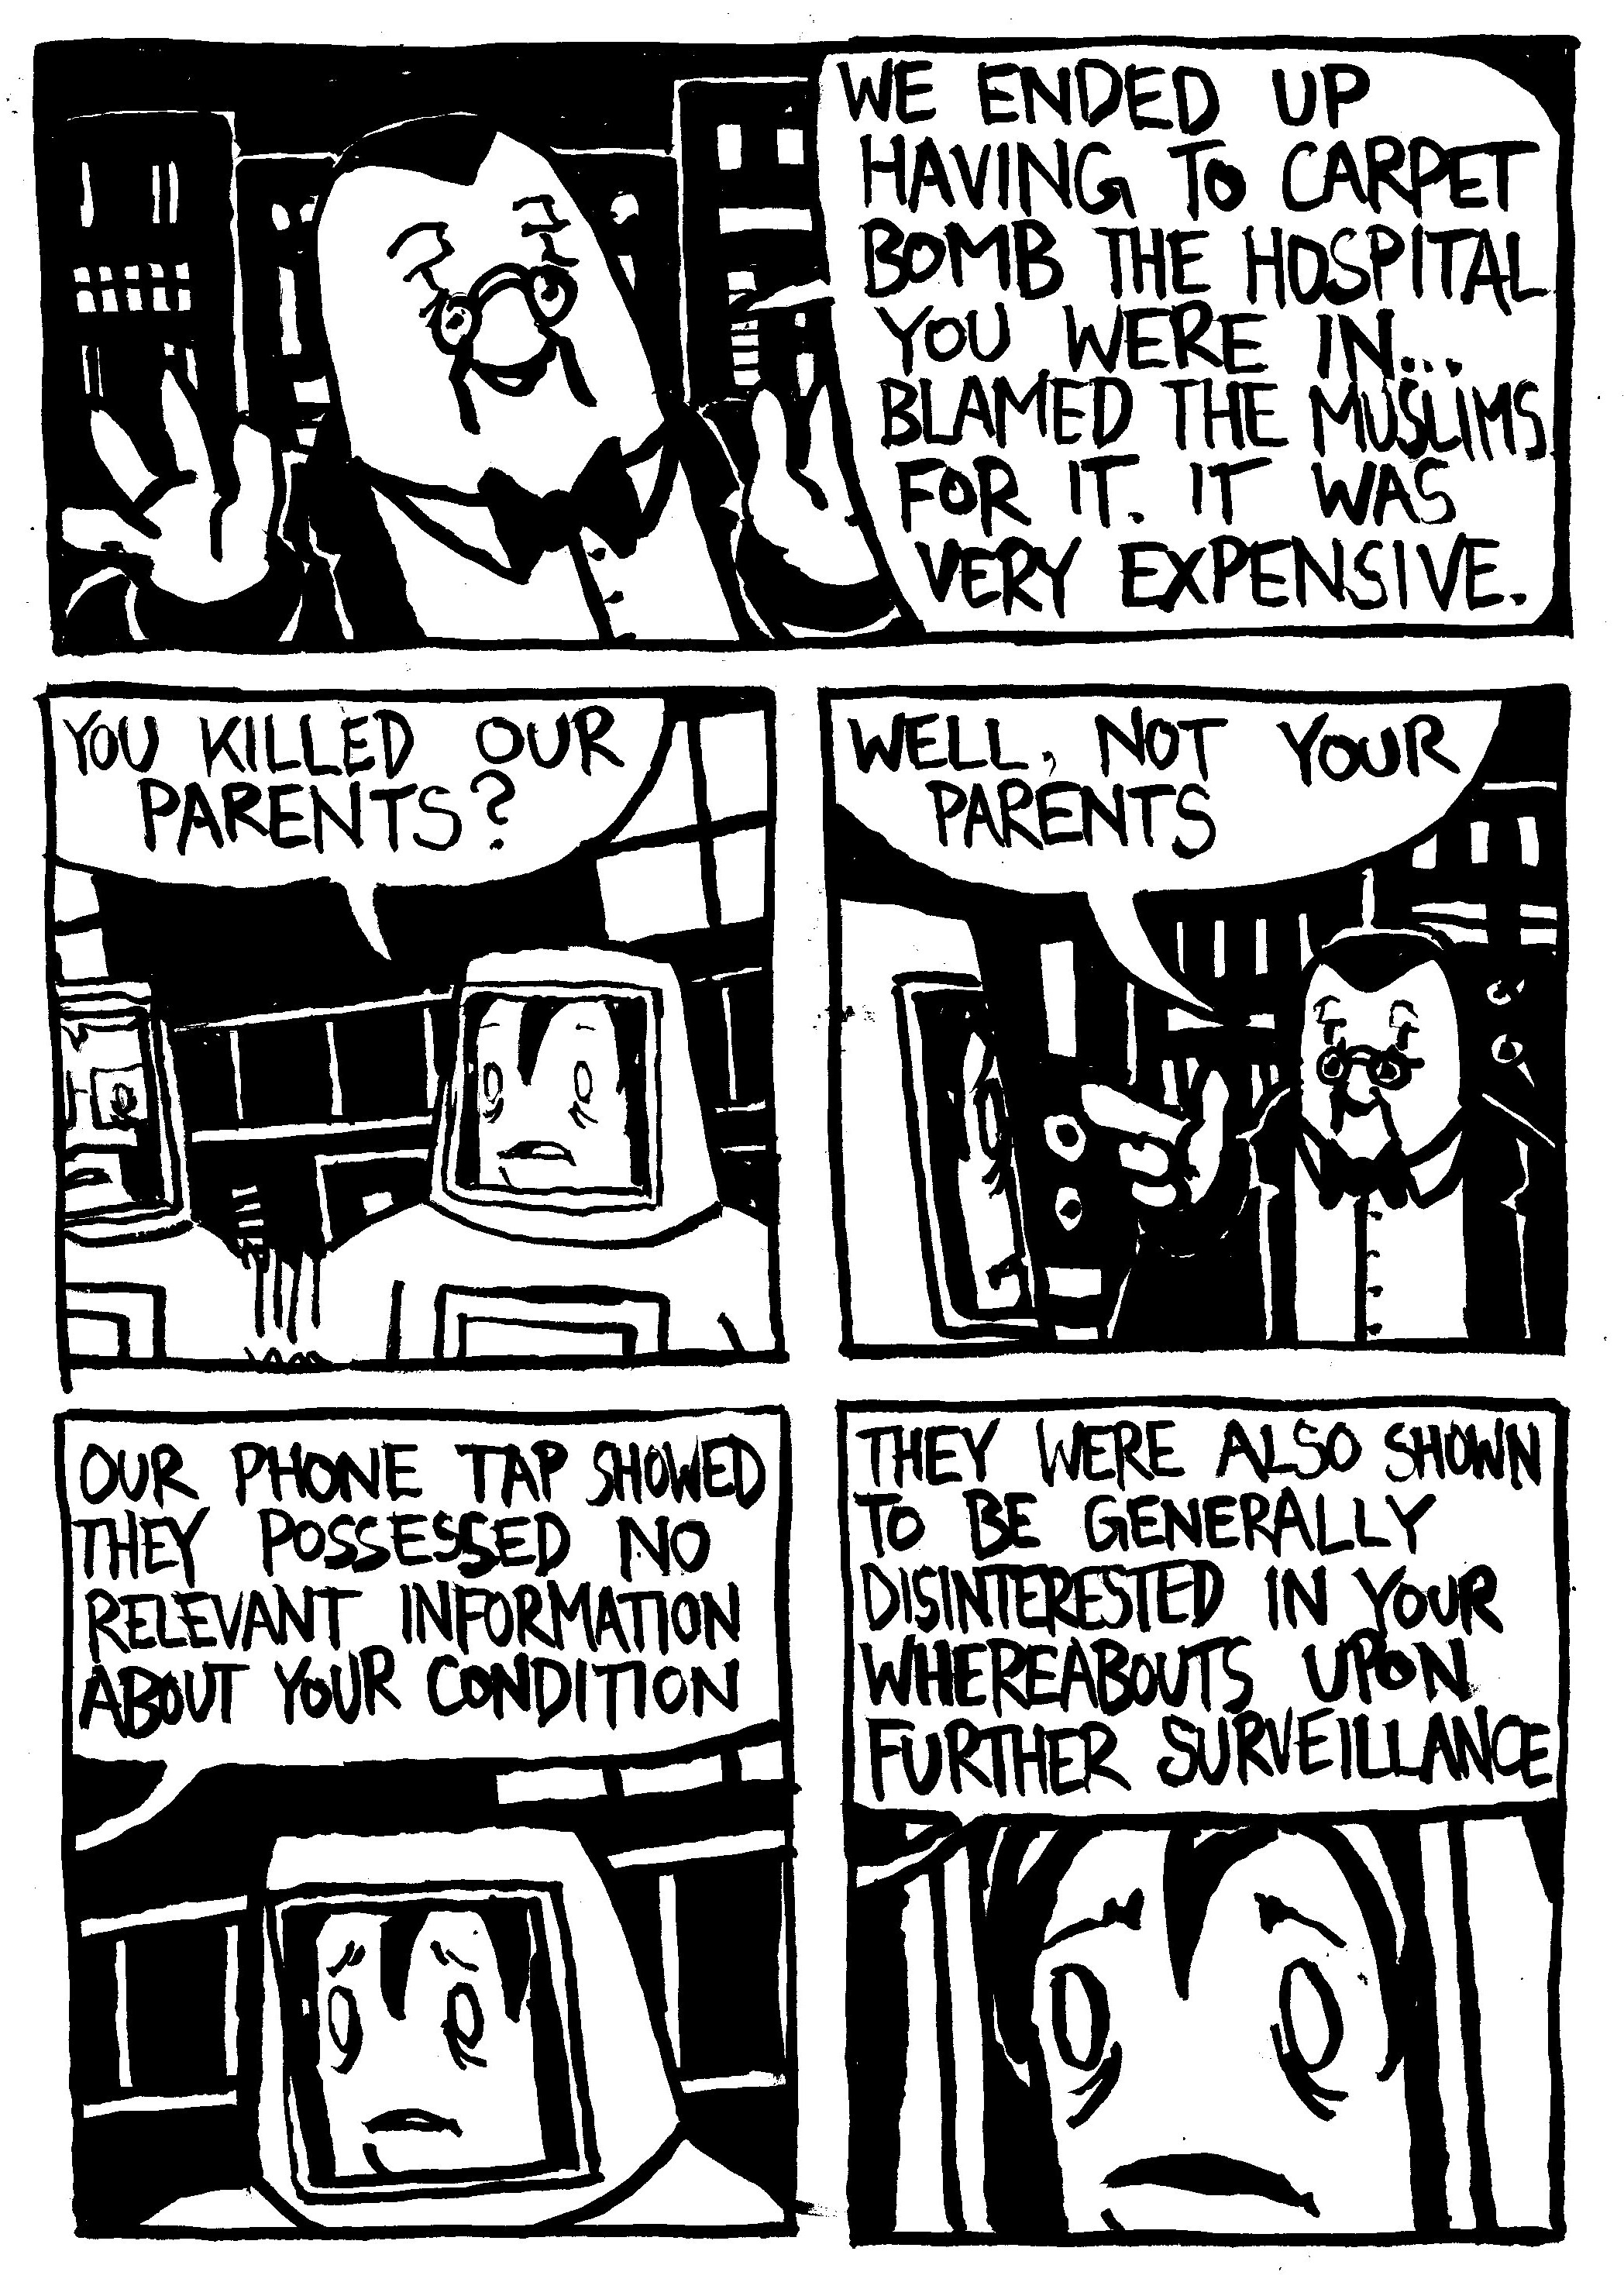 WE ENDED UP
HAVING TO CARPET
BOMB THE HOSPITAL
YOU WERE IN...
BLAMED THE MUSLIMS
FOR IT. IT WAS
VERY EXPENSIVE.
YOU KILLED OUR
PARENTS?
WELL, NOT YOUR
PARENTS
OUR PHONE TAP SHOWED
THEY POSSESSED NO
RELEVANT INFORMATION
ABOUT YOUR CONDITION
THEY WERE ALSO SHOWN
TO BE GENERALLY
DISINTERESTED IN YOUR
WHEREABOUTS UPON
FURTHER SURVEILLANCE